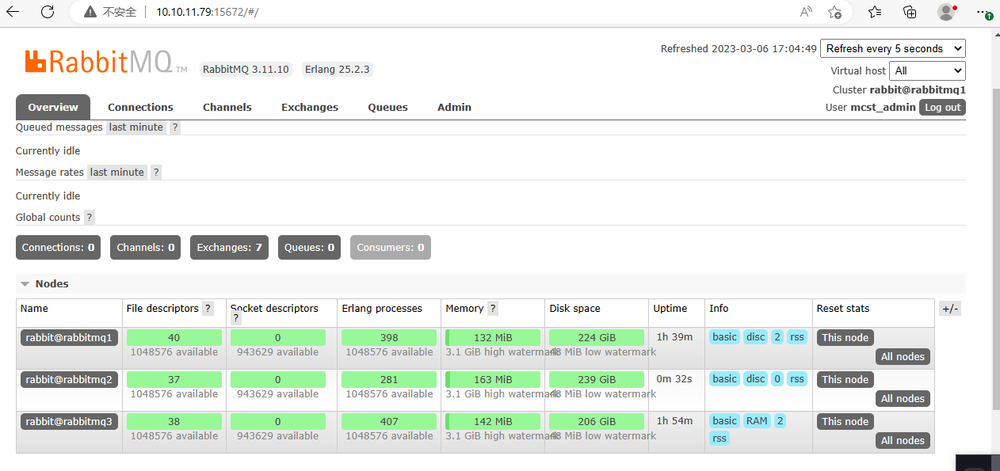 不安全 10.10.11.79:15672/#/
RabbitMQ TM RabbitMQ 3.11.10 Erlang 25.2.3
Refreshed 2023-03-06 17:04:49 Refresh every 5 seconds
Virtual host All
Cluster rabbit@rabbitmq1
User mcst_admin Log out
Overview Connections Channels Exchanges Queues Admin
Queued messages last minute ?
Currently idle
Message rates last minute ?
Currently idle
Global counts ?
Connections: 0 Channels: 0 Exchanges: 7 Queues: 0 Consumers: 0
Nodes
Name File descriptors ? Socket descriptors ? Erlang processes Memory ? Disk space Uptime Info Reset stats +/-
rabbit@rabbitmq1 40 0 398 132 MiB 224 GiB 1h 39m basic disc 2 rss This node
1048576 available 943629 available 1048576 available 3.1 GiB high watermark 48 MiB low watermark All nodes
rabbit@rabbitmq2 37 0 281 163 MiB 239 GiB 0m 32s basic disc 0 rss This node
1048576 available 943629 available 1048576 available 3.1 GiB high watermark 48 MiB low watermark All nodes
rabbit@rabbitmq3 38 0 407 142 MiB 206 GiB 1h 54m basic RAM 2 This node
1048576 available 943629 available 1048576 available 3.1 GiB high watermark 48 MiB low watermark rss All nodes